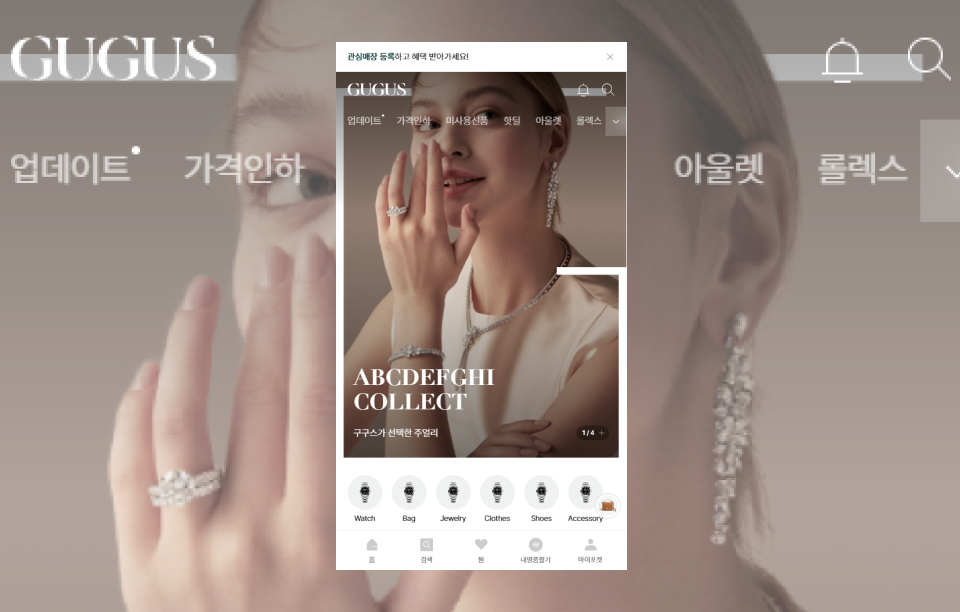 GUGUS
업데이트 가격인하 아울렛 롤렉스
관심매장 등록하고 혜택 받아가세요!
GUGUS
업데이트 가격인하 미사용신품 핫딜 아울렛 롤렉스
ABCDEFGHI
COLLECT
구구스가 선택한 주얼리
1/4 +
Watch Bag Jewelry Clothes Shoes Accessory
홈 검색 찜 내명품팔기 마이포켓